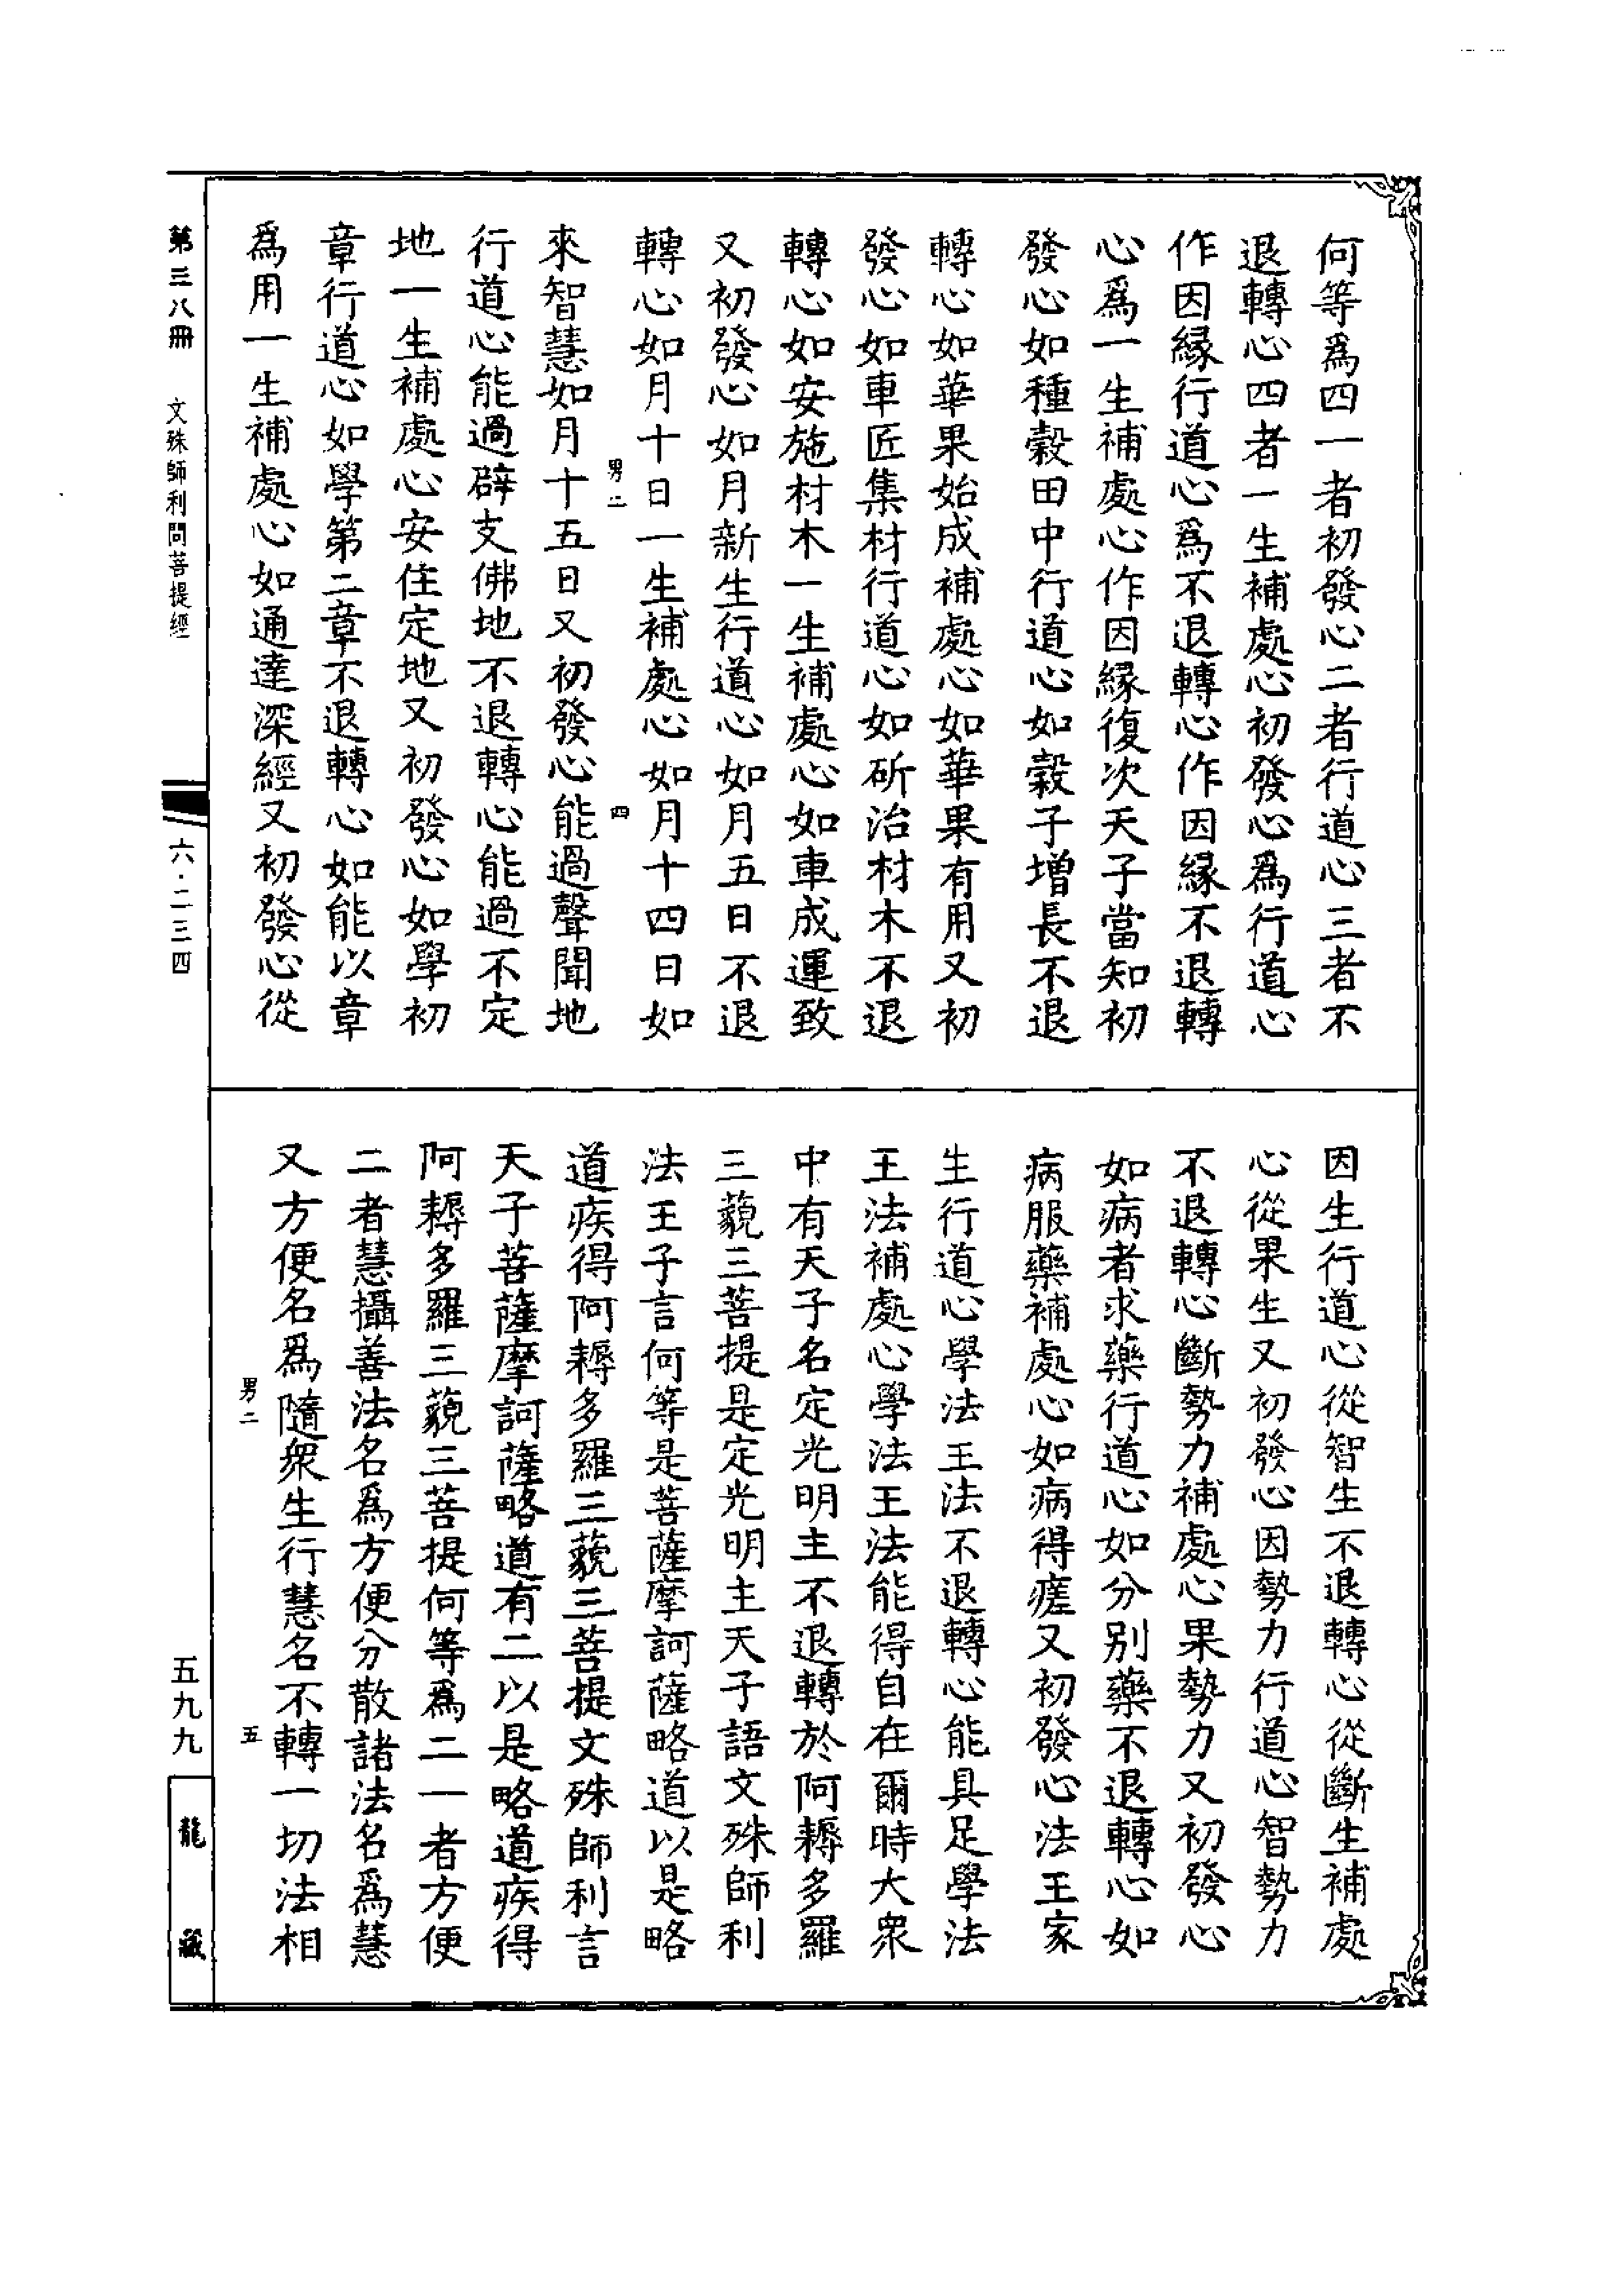 何等爲四一者初發心二者行道心三者不
退轉心四者一生補處心初發心爲行道心
作因緣行道心爲不退轉心作因緣不退轉
心爲一生補處心作因緣復次天子當知初
發心如種穀田中行道心如穀子增長不退
轉心如華果始成補處心如華果有用又初
發心如車匠集材行道心如斫治材木不退
轉心如安施材木一生補處心如車成運致
又初發心如月新生行道心如月五日不退
轉心如月十日一生補處心如月十四日如
男二
四
來智慧如月十五日又初發心能過聲聞地
行道心能過辟支佛地不退轉心能過不定
地一生補處心安住定地又初發心如學初
章行道心如學第二章不退轉心如能以章
爲用一生補處心如通達深經又初發心從
因生行道心從智生不退轉心從斷生補處
心從果生又初發心因勢力行道心智勢力
不退轉心斷勢力補處心果勢力又初發心
如病者求藥行道心如分別藥不退轉心如
病服藥補處心如病得瘥又初發心法王家
生行道心學法王法不退轉心能具足學法
王法補處心學法王法能得自在爾時大衆
中有天子名定光明主不退轉於阿耨多羅
三藐三菩提是定光明主天子語文殊師利
法王子言何等是菩薩摩訶薩略道以是略
道疾得阿耨多羅三藐三菩提文殊師利言
天子菩薩摩訶薩略道有二以是略道疾得
阿耨多羅三藐三菩提何等爲二一者方便
二者慧攝善法名爲方便分散諸法名爲慧
又方便名爲隨衆生行慧名不轉一切法相
男二
五
第三八冊 文殊師利問菩提經
六·二三四
五九九
龍藏